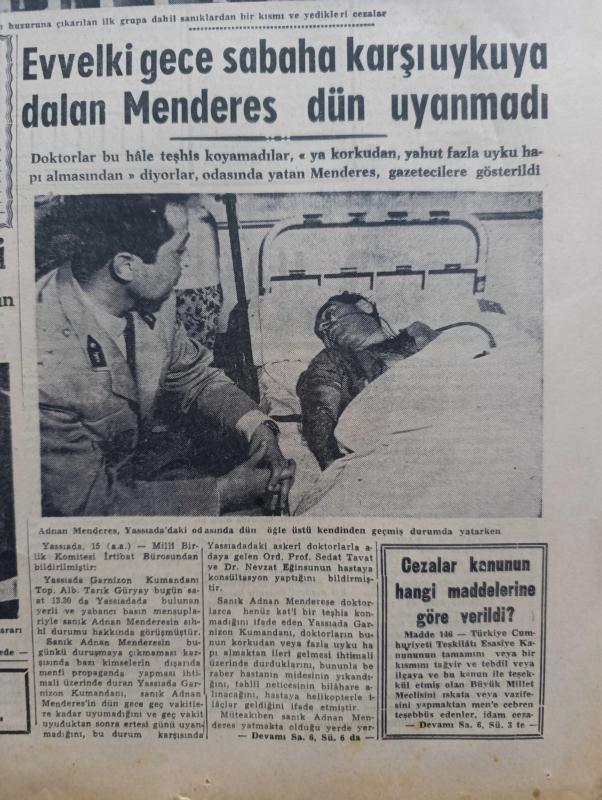 huzuruna çıkarılan ilk grupa dahil sanıklardan bir kısmı ve yedikleri cezalar
Evvelki gece sabaha karşı uykuya
dalan Menderes dün uyanmadı
Doktorlar bu hâle teşhis koyamadılar, « ya korkudan, yahut fazla uyku ha-
pı almasından » diyorlar, odasında yatan Menderes, gazetecilere gösterildi
Adnan Menderes, Yassıada'daki odasında dün öğle üstü kendinden geçmiş durumda yatarken
Yassıada, 15 (a.a.) — Millî Bir-
lik Komitesi İrtibat Bürosundan
bildirilmiştir:
Yassıada Garnizon Kumandanı
Top. Alb. Tarık Güryay bugün sa-
at 13.30 da Yassıadada bulunan
yerli ve yabancı basın mensupla-
riyle sanık Adnan Menderesin sıh-
hî durumu hakkında görüşmüştür.
Sanık Adnan Menderesin bu-
günkü duruşmaya çıkmaması kar-
şısında bazı kimselerin dışarıda
menfi propaganda yapması ihti-
mali üzerinde duran Yassıada Gar-
nizon Kumandanı, sanık Adnan
Menderes'in dün gece geç vakitle-
re kadar uyumadığını ve geç vakit
uyuduktan sonra ertesi günü uyan-
madığını, bu durum karşısında
Yassıadadaki askerî doktorlarla a-
daya gelen Ord. Prof. Sedat Tavat
ve Dr. Nevzat Eğinsunun hastaya
konsültasyon yaptığını bildirmiş-
tir.
Sanık Adnan Menderese doktor-
larca henüz kat'î bir teşhis kona-
madığını ifade eden Yassıada Gar-
nizon Kumandanı, doktorların bu-
nun korkudan veya fazla uyku ha
pı almaktan ileri gelmesi ihtimali
üzerinde durduklarını, bununla be
raber hastanın midesinin yıkandı-
ğını, tahlil neticesinin bilâhare a-
lınacağını, hastaya helikopterle i-
lâçlar geldiğini ifade etmiştir.
Müteakiben sanık Adnan Men-
deres yatmakta olduğu yerde yer-
— Devamı Sa. 6, Sü. 6 da —
Cezalar kanunun
hangi maddelerine
göre verildi?
Madde 146 — Türkiye Cum-
huriyeti Teşkilâtı Esasiye Ka-
nununun tamamını veya bir
kısmını tağyir ve tebdil veya
ilgaya ve bu konun ile teşek-
kül etmiş olan Büyük Millet
Meclisini ıskata veya vazife-
sini yapmaktan men'e cebren
teşebbüs edenler, idam ceza-
— Devamı Sa. 6, Sü. 3 te —